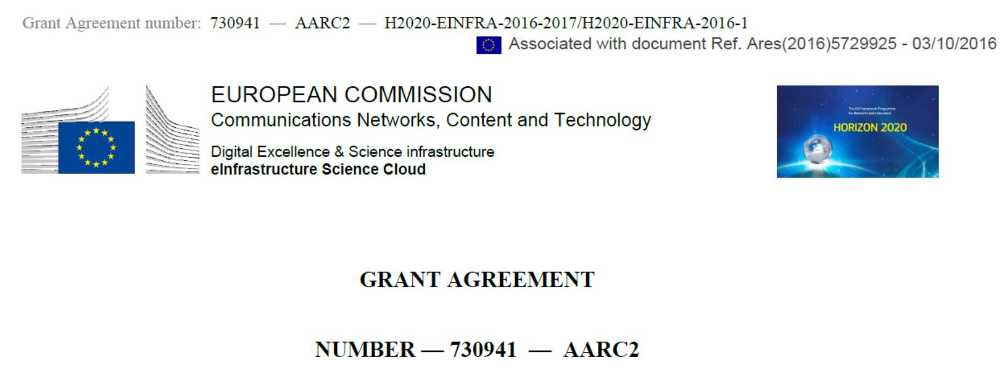 Grant Agreement number: 730941 — AARC2 — H2020-EINFRA-2016-2017/H2020-EINFRA-2016-1
Associated with document Ref. Ares(2016)5729925 - 03/10/2016
EUROPEAN COMMISSION
Communications Networks, Content and Technology
Digital Excellence & Science infrastructure
eInfrastructure Science Cloud
The EU Framework Programme
for Research and Innovation
HORIZON 2020
GRANT AGREEMENT
NUMBER — 730941 — AARC2